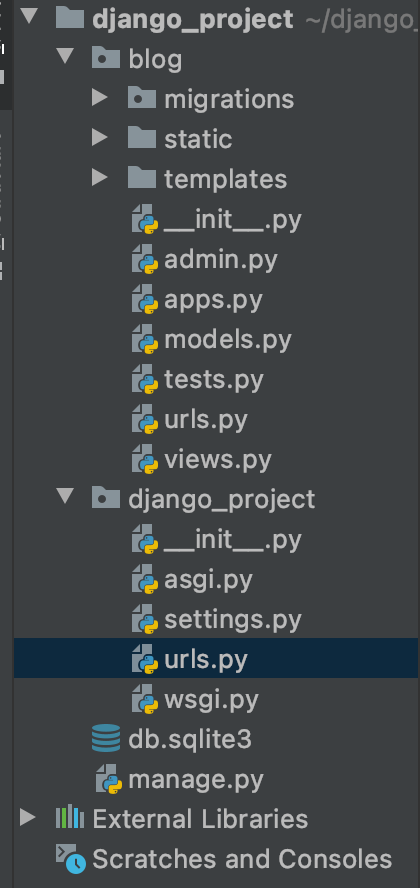 django_project ~/django_
blog
migrations
static
templates
__init__.py
admin.py
apps.py
models.py
tests.py
urls.py
views.py
django_project
__init__.py
asgi.py
settings.py
urls.py
wsgi.py
db.sqlite3
manage.py
External Libraries
Scratches and Consoles